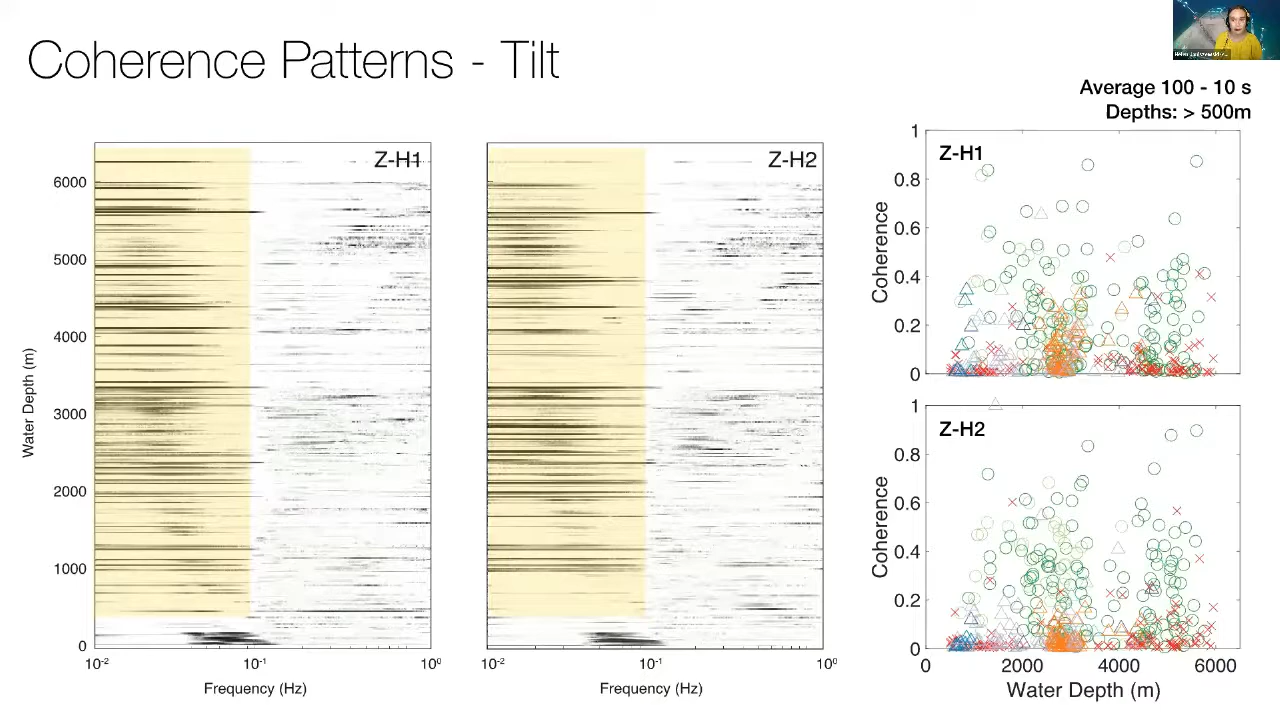 Coherence Patterns - Tilt
Average 100 - 10 s
Depths: > 500m
Z-H1
6000
5000
4000
3000
2000
1000
0
Water Depth (m)
10-2
10-1
100
Frequency (Hz)
Z-H2
10-2
10-1
100
Frequency (Hz)
Z-H1
1
0.8
0.6
0.4
0.2
0
Coherence
Z-H2
1
0.8
0.6
0.4
0.2
0
Coherence
0
2000
4000
6000
Water Depth (m)